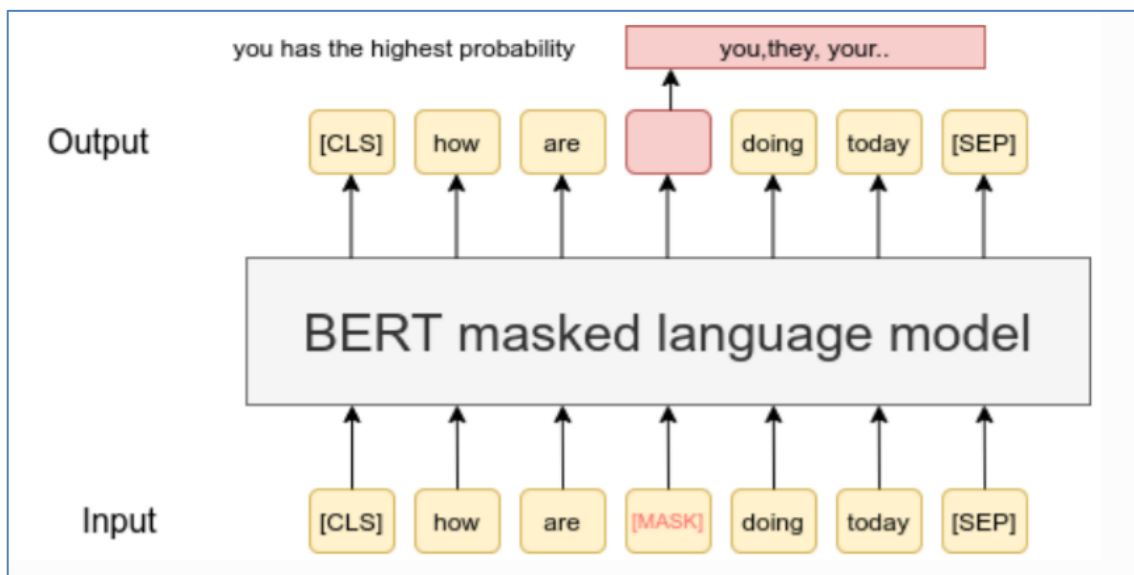 you has the highest probability
you,they, your..
Output
[CLS] how are doing today [SEP]
BERT masked language model
Input
[CLS] how are [MASK] doing today [SEP]